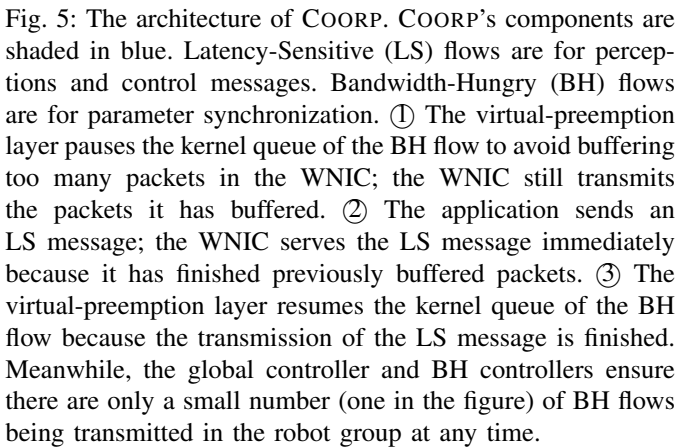 Fig. 5: The architecture of COORP. COORP's components are
shaded in blue. Latency-Sensitive (LS) flows are for percep-
tions and control messages. Bandwidth-Hungry (BH) flows
are for parameter synchronization. ① The virtual-preemption
layer pauses the kernel queue of the BH flow to avoid buffering
too many packets in the WNIC; the WNIC still transmits
the packets it has buffered. ② The application sends an
LS message; the WNIC serves the LS message immediately
because it has finished previously buffered packets. ③ The
virtual-preemption layer resumes the kernel queue of the BH
flow because the transmission of the LS message is finished.
Meanwhile, the global controller and BH controllers ensure
there are only a small number (one in the figure) of BH flows
being transmitted in the robot group at any time.